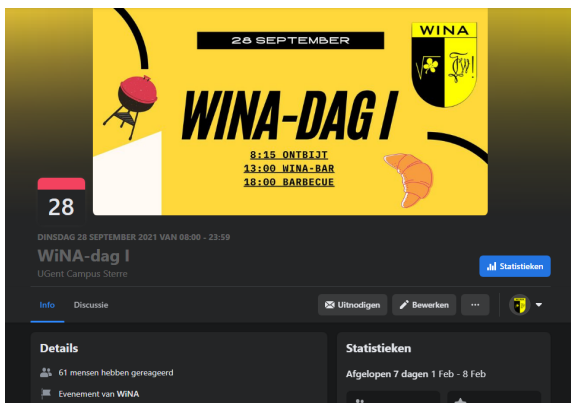 28 SEPTEMBER
WINA
WINA-DAG I
8:15 ONTBIJT
13:00 WINA-BAR
18:00 BARBECUE
28
DINSDAG 28 SEPTEMBER 2021 VAN 08:00 - 23:59
WiNA-dag I
UGent Campus Sterre
Statistieken
Info Discussie Uitnodigen Bewerken ...
Details
61 mensen hebben gereageerd
Evenement van WiNA
Statistieken
Afgelopen 7 dagen 1 Feb - 8 Feb